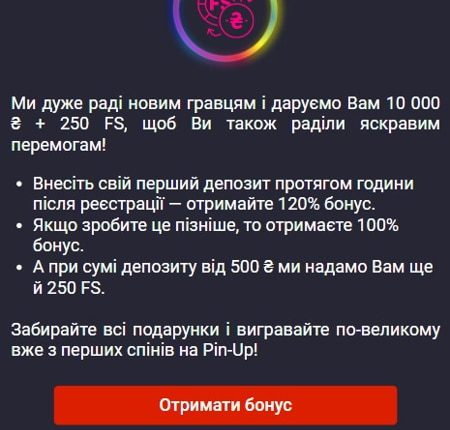 FS
₴
Ми дуже раді новим гравцям і даруємо Вам 10 000
₴ + 250 FS, щоб Ви також раділи яскравим
перемогам!
• Внесіть свій перший депозит протягом години
після реєстрації — отримайте 120% бонус.
• Якщо зробите це пізніше, то отримаєте 100%
бонус.
• А при сумі депозиту від 500 ₴ ми надамо Вам ще
й 250 FS.
Забирайте всі подарунки і вигравайте по-великому
вже з перших спінів на Pin-Up!
Отримати бонус